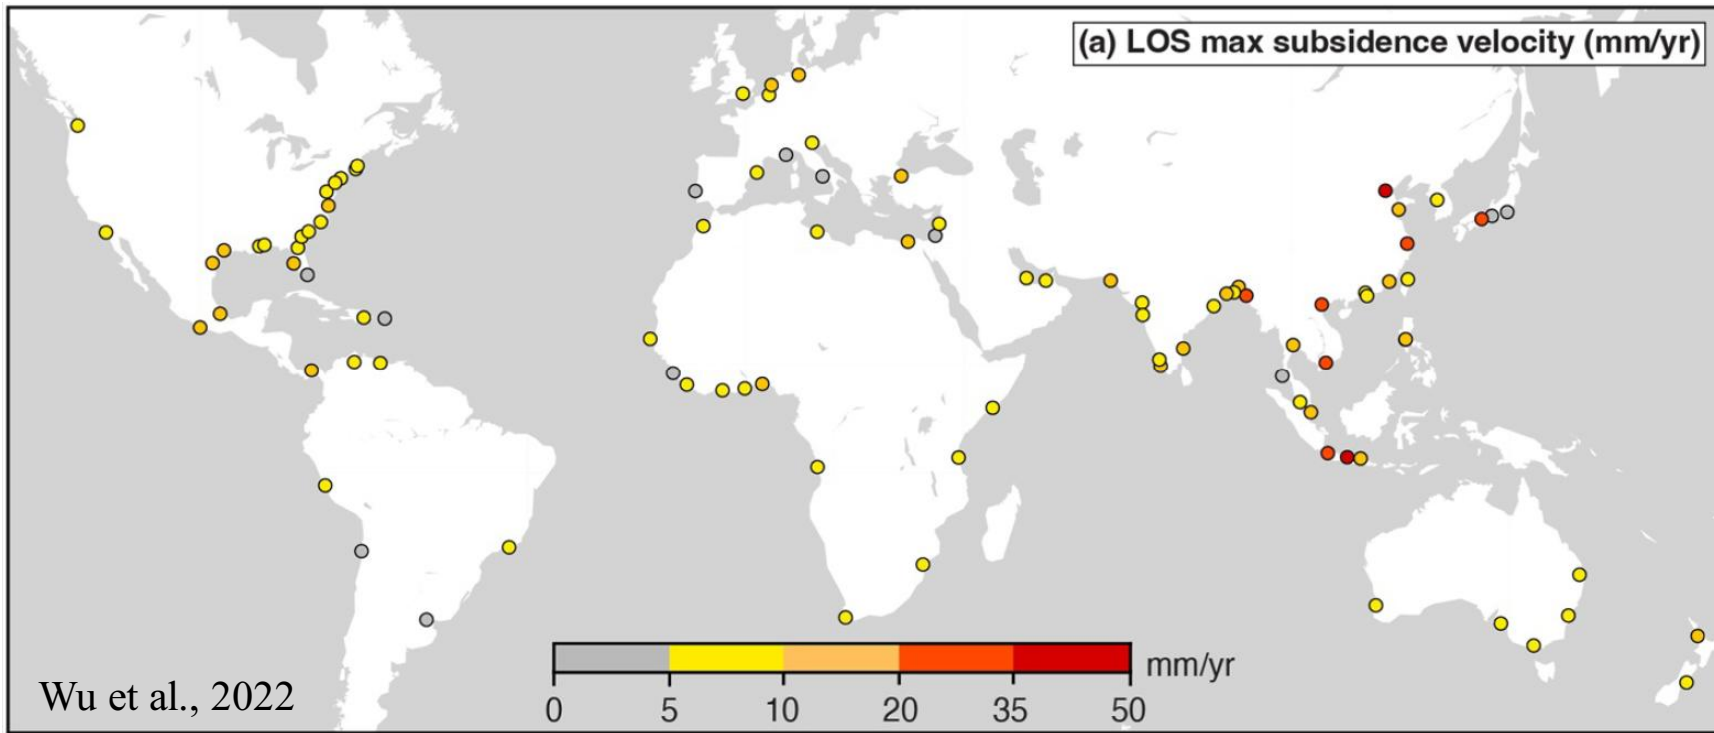 (a) LOS max subsidence velocity (mm/yr)
mm/yr
0 5 10 20 35 50
Wu et al., 2022